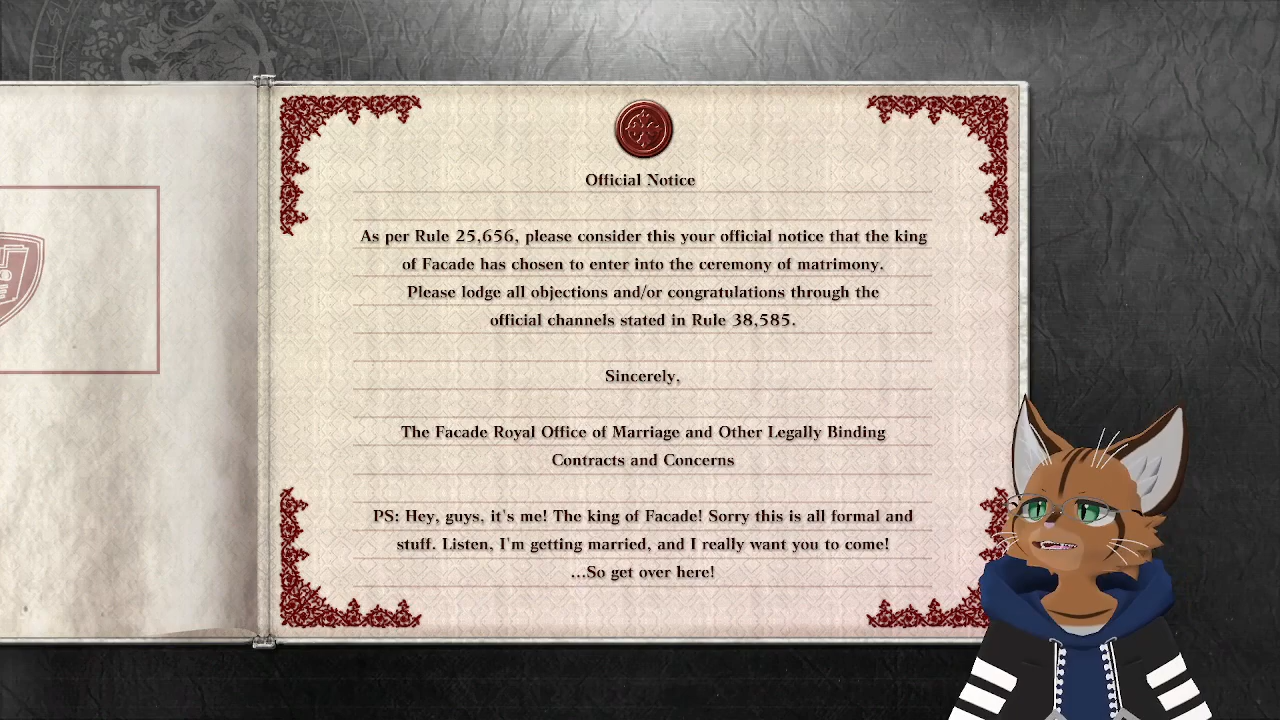 Official Notice
As per Rule 25,656, please consider this your official notice that the king
of Facade has chosen to enter into the ceremony of matrimony.
Please lodge all objections and/or congratulations through the
official channels stated in Rule 38,585.
Sincerely,
The Facade Royal Office of Marriage and Other Legally Binding
Contracts and Concerns
PS: Hey, guys, it's me! The king of Facade! Sorry this is all formal and
stuff. Listen, I'm getting married, and I really want you to come!
...So get over here!